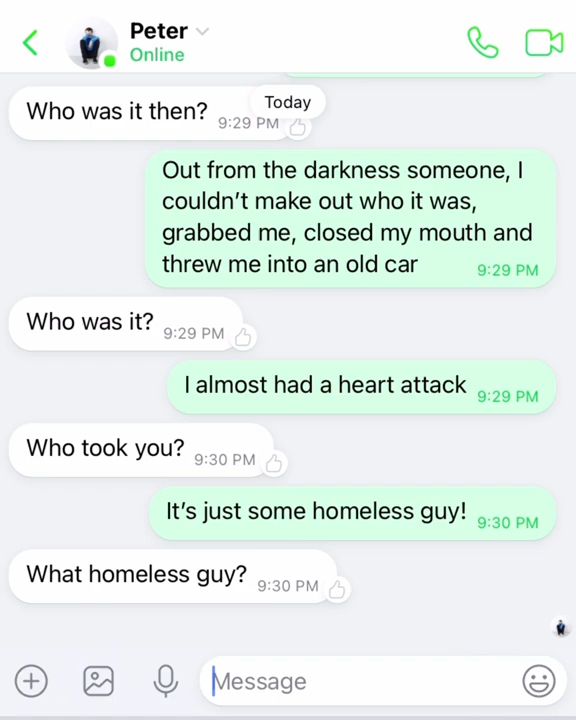 Peter
Online
Today
Who was it then?
9:29 PM
Out from the darkness someone, I
couldn’t make out who it was,
grabbed me, closed my mouth and
threw me into an old car
9:29 PM
Who was it?
9:29 PM
I almost had a heart attack
9:29 PM
Who took you?
9:30 PM
It’s just some homeless guy!
9:30 PM
What homeless guy?
9:30 PM
Message